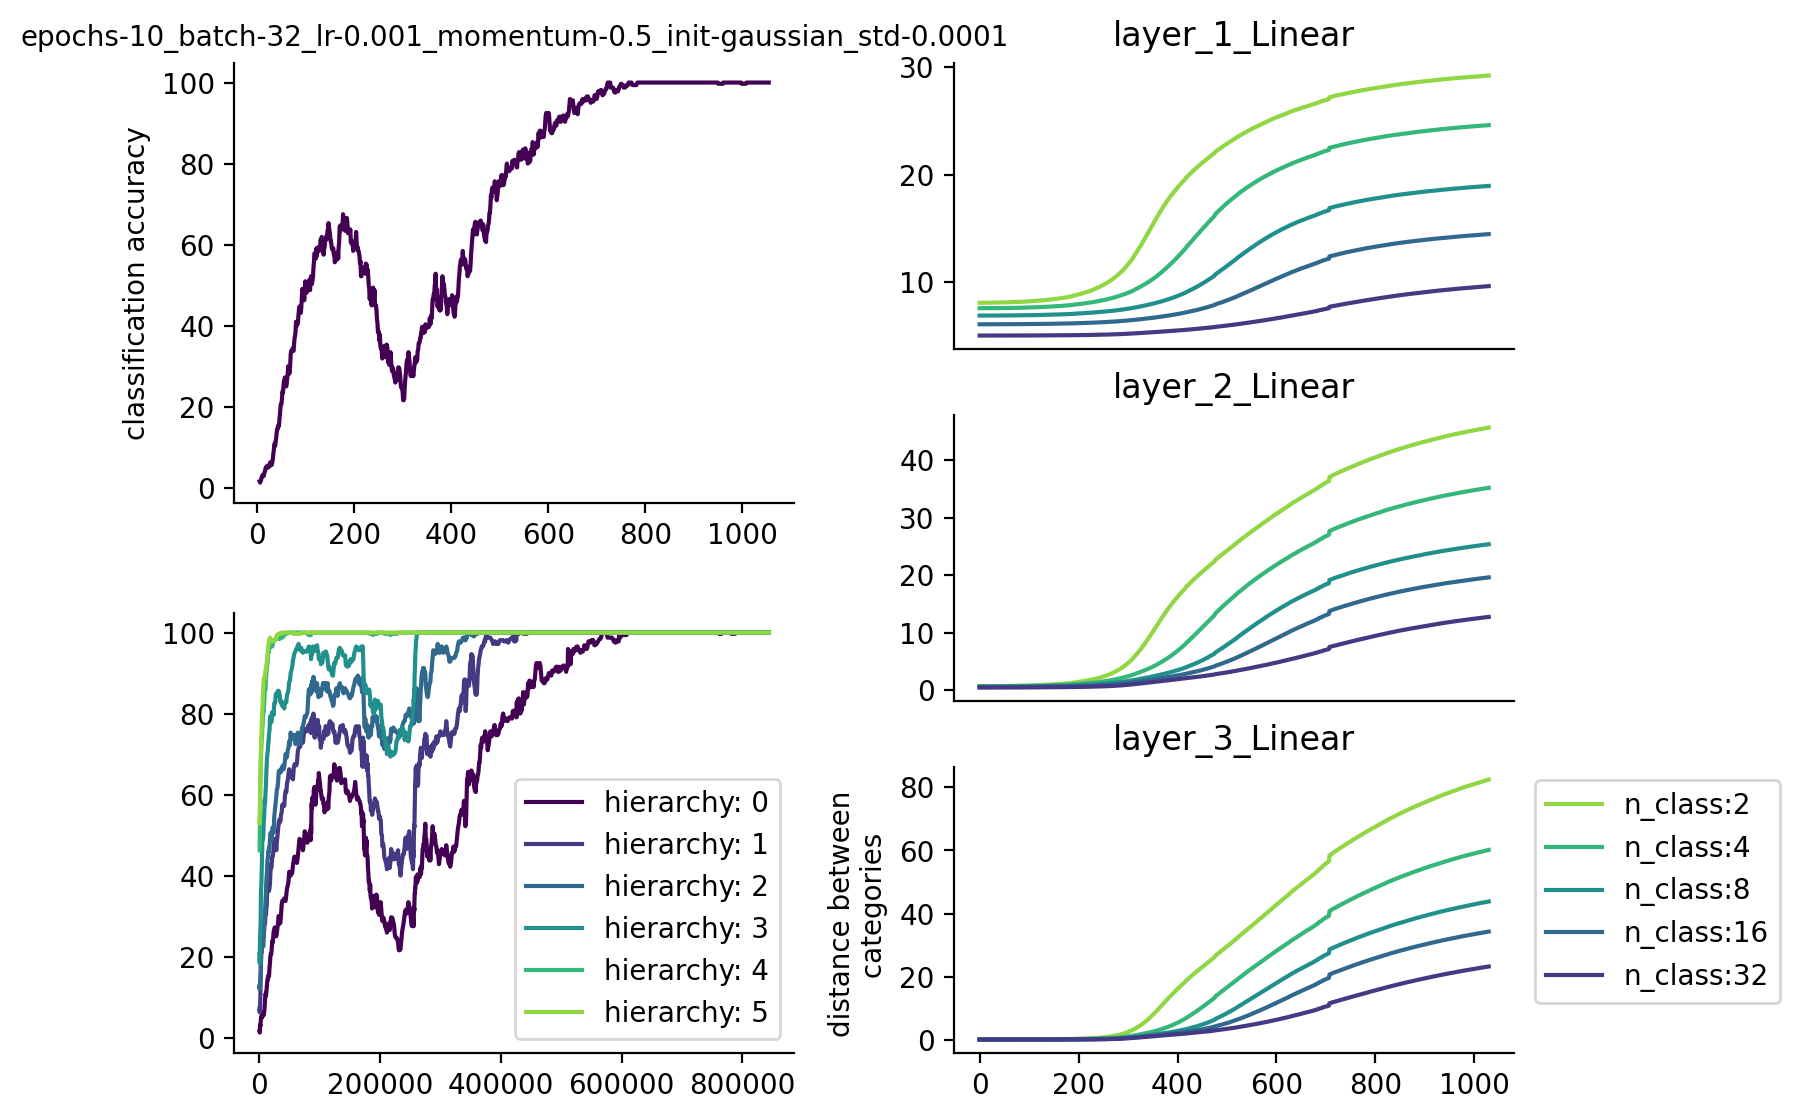 epochs-10_batch-32_lr-0.001_momentum-0.5_init-gaussian_std-0.0001
classification accuracy
100
80
60
40
20
0
0 200 400 600 800 1000
100
80
60
40
20
0
0 200000 400000 600000 800000
hierarchy: 0
hierarchy: 1
hierarchy: 2
hierarchy: 3
hierarchy: 4
hierarchy: 5
layer_1_Linear
30
20
10
layer_2_Linear
40
30
20
10
0
layer_3_Linear
distance between
categories
80
60
40
20
0
0 200 400 600 800 1000
n_class:2
n_class:4
n_class:8
n_class:16
n_class:32